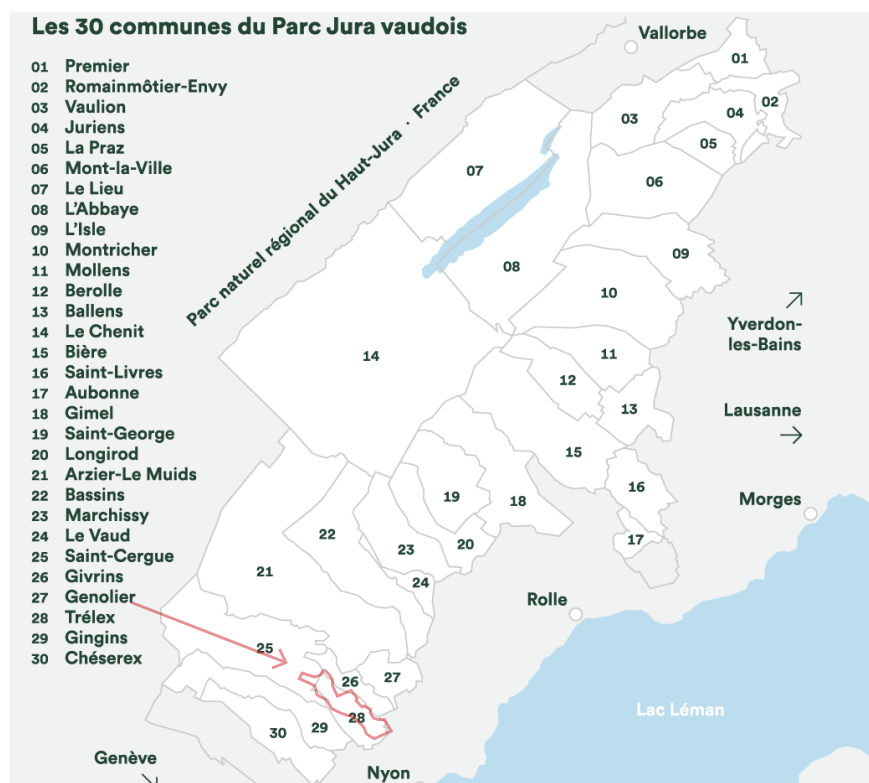 Les 30 communes du Parc Jura vaudois
01 Premier
02 Romainmôtier-Envy
03 Vaulion
04 Juriens
05 La Praz
06 Mont-la-Ville
07 Le Lieu
08 L'Abbaye
09 L'Isle
10 Montricher
11 Mollens
12 Berolle
13 Ballens
14 Le Chenit
15 Bière
16 Saint-Livres
17 Aubonne
18 Gimel
19 Saint-George
20 Longirod
21 Arzier-Le Muids
22 Bassins
23 Marchissy
24 Le Vaud
25 Saint-Cergue
26 Givrins
27 Genolier
28 Trélex
29 Gingins
30 Chéserex
Parc naturel régional du Haut-Jura · France
Vallorbe
01
02
03
04
05
06
07
08
09
10
11
12
13
14
15
16
17
18
19
20
21
22
23
24
25
26
27
28
29
30
Yverdon-
les-Bains
Lausanne
Morges
Rolle
Lac Léman
Genève
Nyon